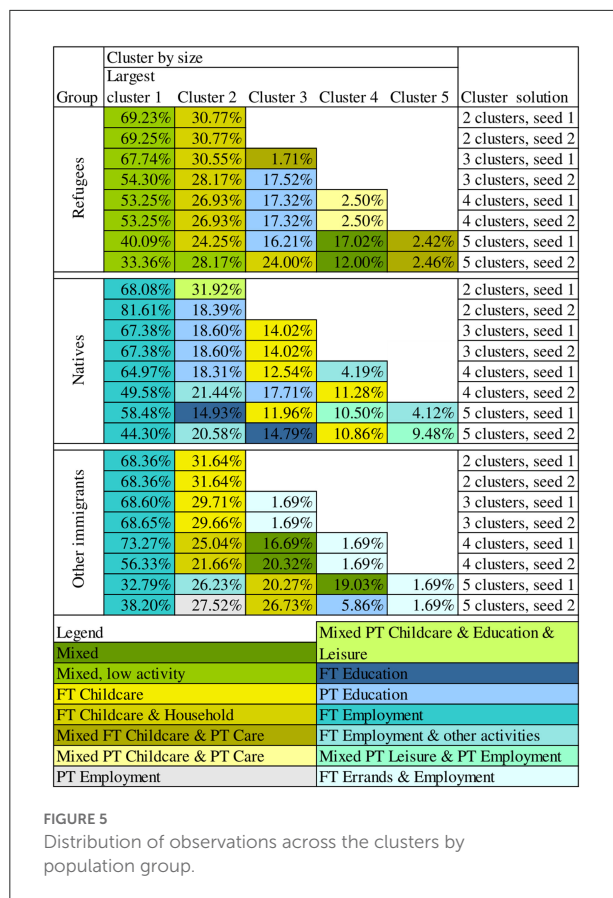 Cluster by size
Largest
Group cluster 1 Cluster 2 Cluster 3 Cluster 4 Cluster 5 Cluster solution
Refugees
69.23% 30.77% 2 clusters, seed 1
69.25% 30.77% 2 clusters, seed 2
67.74% 30.55% 1.71% 3 clusters, seed 1
54.30% 28.17% 17.52% 3 clusters, seed 2
53.25% 26.93% 17.32% 2.50% 4 clusters, seed 1
53.25% 26.93% 17.32% 2.50% 4 clusters, seed 2
40.09% 24.25% 16.21% 17.02% 2.42% 5 clusters, seed 1
33.36% 28.17% 24.00% 12.00% 2.46% 5 clusters, seed 2
Natives
68.08% 31.92% 2 clusters, seed 1
81.61% 18.39% 2 clusters, seed 2
67.38% 18.60% 14.02% 3 clusters, seed 1
67.38% 18.60% 14.02% 3 clusters, seed 2
64.97% 18.31% 12.54% 4.19% 4 clusters, seed 1
49.58% 21.44% 17.71% 11.28% 4 clusters, seed 2
58.48% 14.93% 11.96% 10.50% 4.12% 5 clusters, seed 1
44.30% 20.58% 14.79% 10.86% 9.48% 5 clusters, seed 2
Other immigrants
68.36% 31.64% 2 clusters, seed 1
68.36% 31.64% 2 clusters, seed 2
68.60% 29.71% 1.69% 3 clusters, seed 1
68.65% 29.66% 1.69% 3 clusters, seed 2
73.27% 25.04% 16.69% 1.69% 4 clusters, seed 1
56.33% 21.66% 20.32% 1.69% 4 clusters, seed 2
32.79% 26.23% 20.27% 19.03% 1.69% 5 clusters, seed 1
38.20% 27.52% 26.73% 5.86% 1.69% 5 clusters, seed 2
Legend
Mixed
Mixed, low activity
FT Childcare
FT Childcare & Household
Mixed FT Childcare & PT Care
Mixed PT Childcare & PT Care
PT Employment
Mixed PT Childcare & Education &
Leisure
FT Education
PT Education
FT Employment
FT Employment & other activities
Mixed PT Leisure & PT Employment
FT Errands & Employment
FIGURE 5
Distribution of observations across the clusters by
population group.